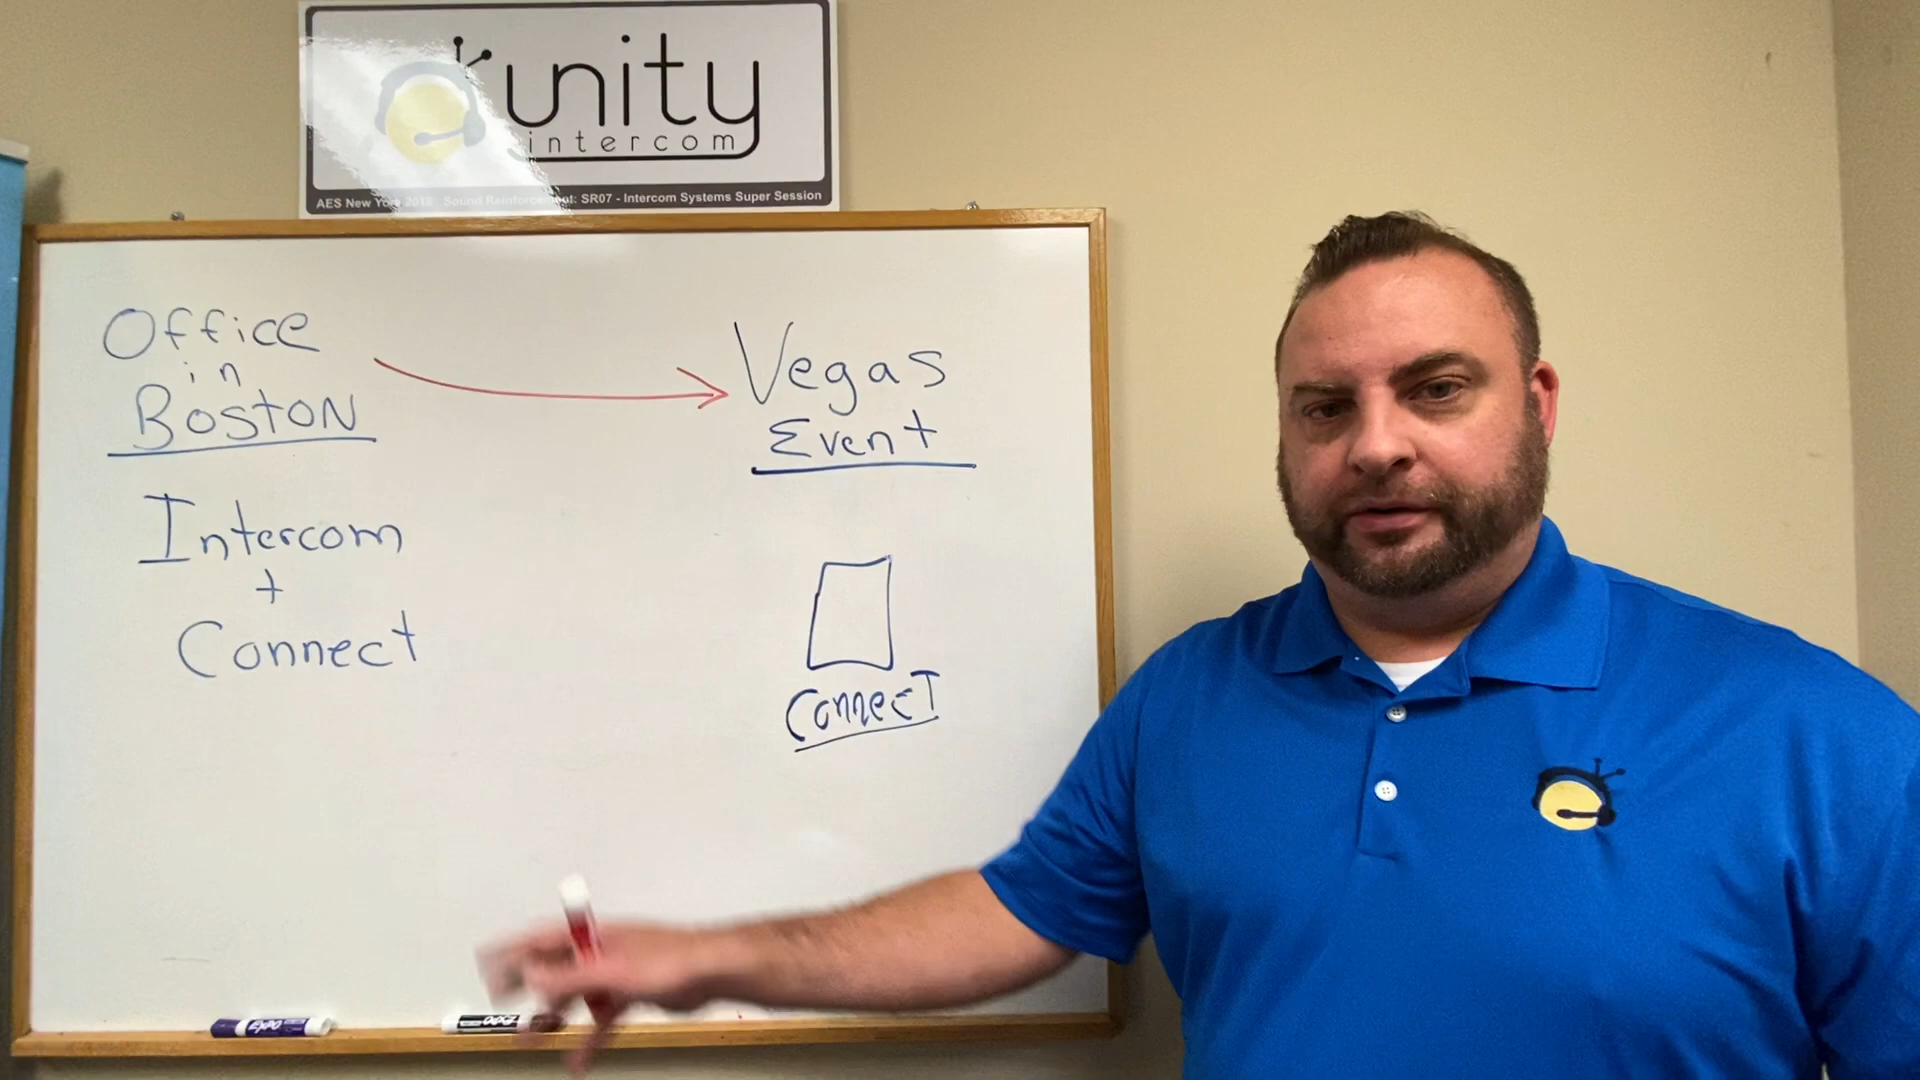 unity
intercom
AES New York 2018 Sound Reinforcement: SR07 - Intercom Systems Super Session
Office
in
Boston
Intercom
+
Connect
Vegas
Event
Connect
EXPO
EXPO